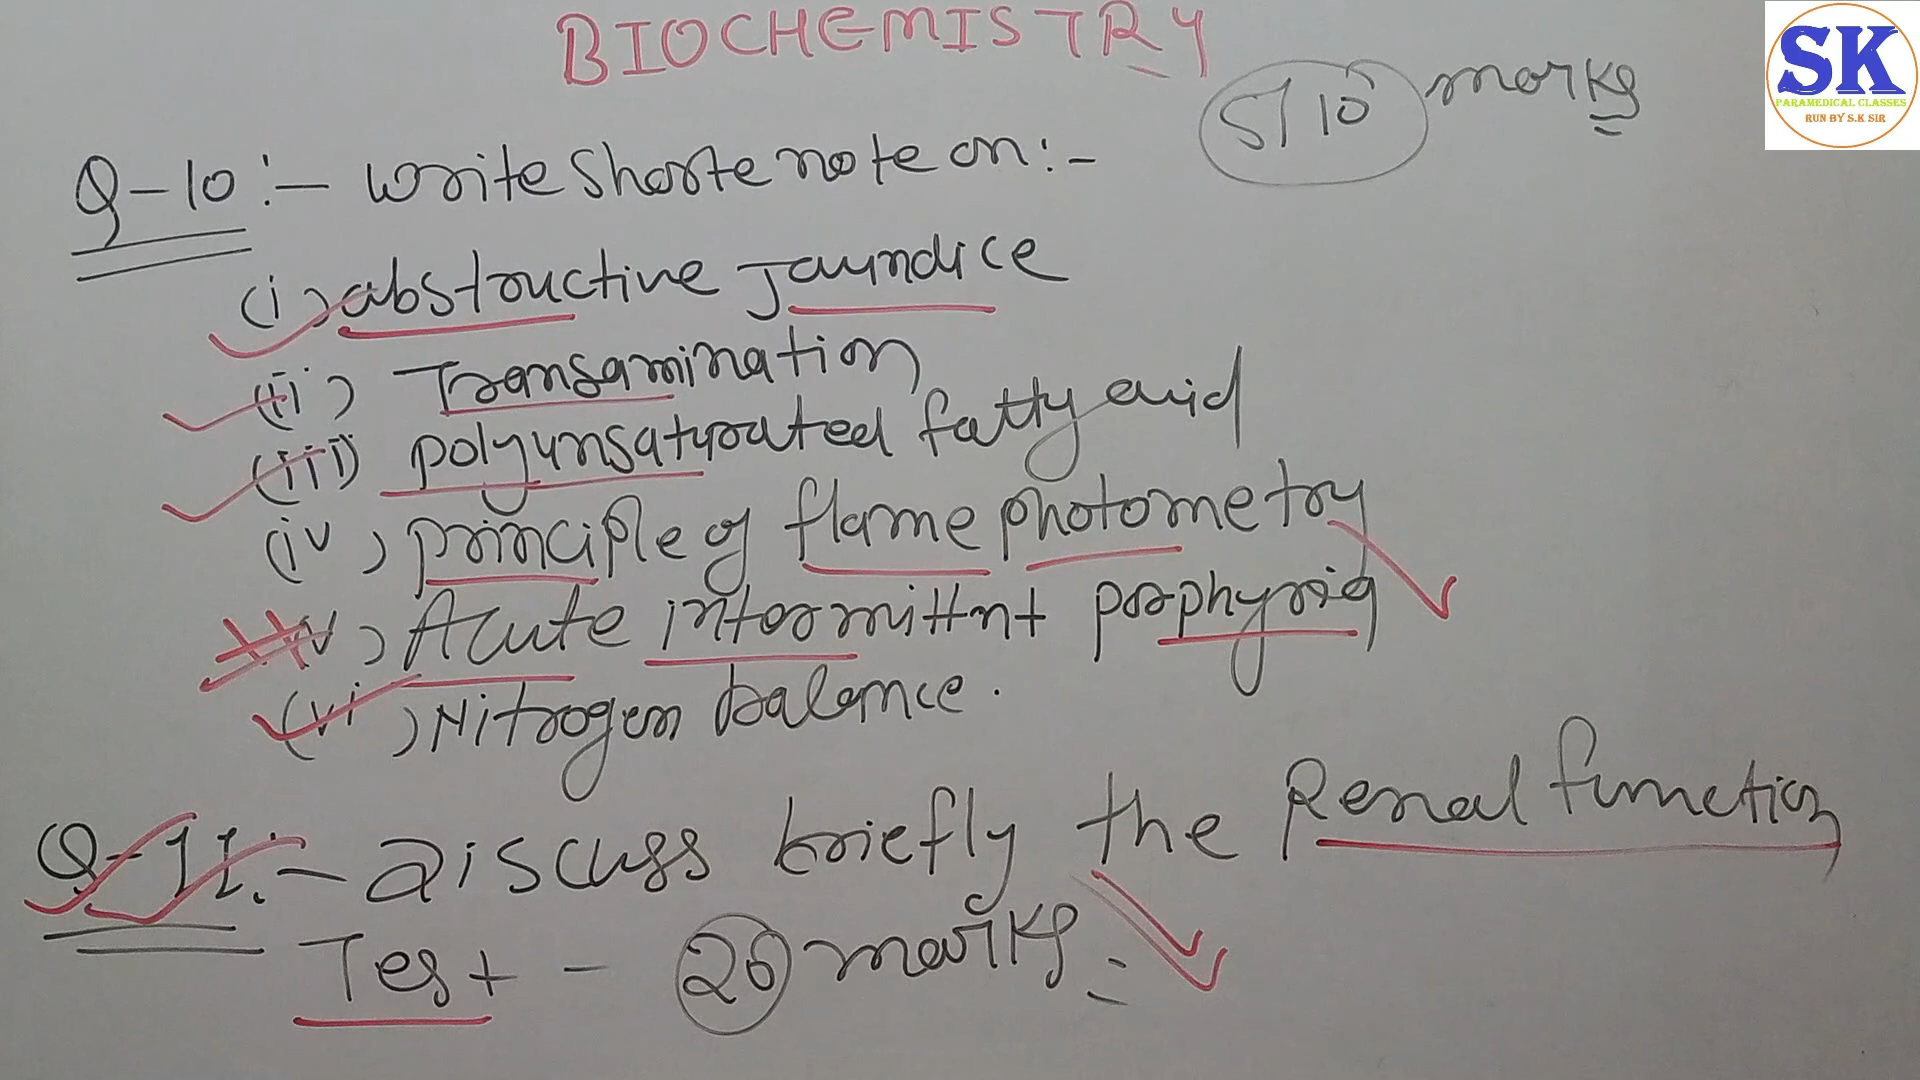 BIOCHEMISTRY
SK
PARAMEDICAL CLASSES
RUN BY S.K SIR
5/10 marks
Q-10:- write shorte note on:-
(i) abstructive Jaundice
(ii) Transamination
(iii) polyunsaturated fatty acid
(iv) principle of flame photometry
(v) Acute intermittnt porphyria
(vi) Nitrogen balance.
Q-11:- Discuss briefly the Renal function
Test - 20 marks